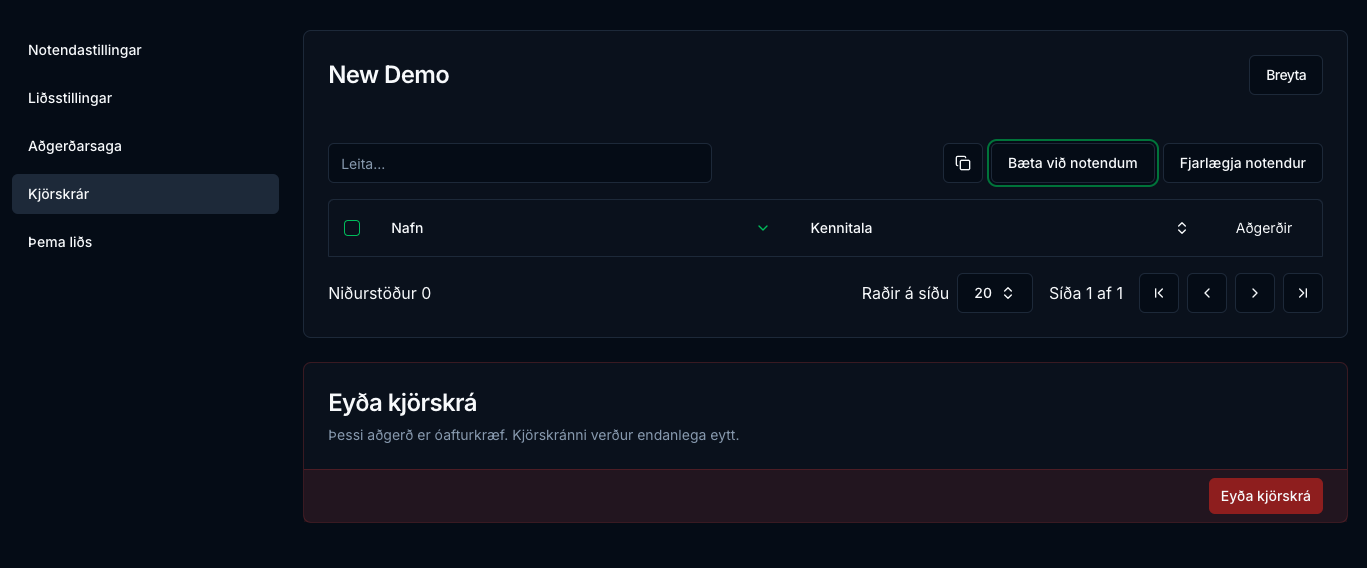 Notendastillingar
Liðsstillingar
Aðgerðarsaga
Kjörskrár
Þema liðs
New Demo
Breyta
Leita...
Bæta við notendum
Fjarlægja notendur
Nafn
Kennitala
Aðgerðir
Niðurstöður 0
Raðir á síðu
20
Síða 1 af 1
Eyða kjörskrá
Þessi aðgerð er óafturkræf. Kjörskránni verður endanlega eytt.
Eyða kjörskrá